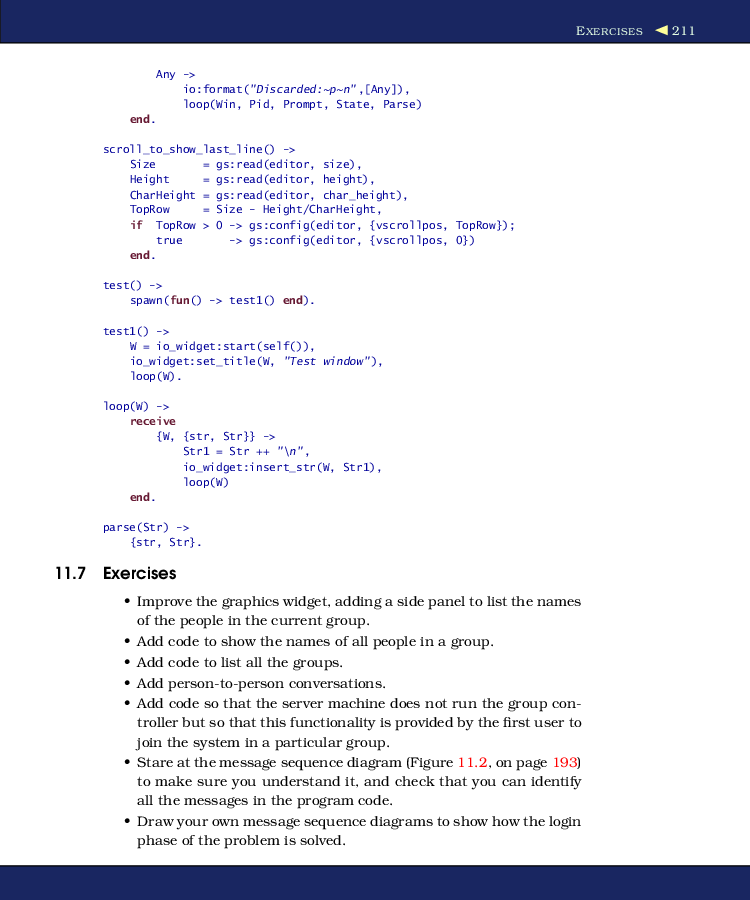 EXERCISES ◀ 211
Any ->
io:format("Discarded:~p~n",[Any]),
loop(Win, Pid, Prompt, State, Parse)
end.
scroll_to_show_last_line() ->
Size       = gs:read(editor, size),
Height     = gs:read(editor, height),
CharHeight = gs:read(editor, char_height),
TopRow     = Size - Height/CharHeight,
if  TopRow > 0 -> gs:config(editor, {vscrollpos, TopRow});
true       -> gs:config(editor, {vscrollpos, 0})
end.
test() ->
spawn(fun() -> test1() end).
test1() ->
W = io_widget:start(self()),
io_widget:set_title(W, "Test window"),
loop(W).
loop(W) ->
receive
{W, {str, Str}} ->
Str1 = Str ++ "\n",
io_widget:insert_str(W, Str1),
loop(W)
end.
parse(Str) ->
{str, Str}.
11.7 Exercises
• Improve the graphics widget, adding a side panel to list the names
of the people in the current group.
• Add code to show the names of all people in a group.
• Add code to list all the groups.
• Add person-to-person conversations.
• Add code so that the server machine does not run the group con-
troller but so that this functionality is provided by the first user to
join the system in a particular group.
• Stare at the message sequence diagram (Figure 11.2, on page 193)
to make sure you understand it, and check that you can identify
all the messages in the program code.
• Draw your own message sequence diagrams to show how the login
phase of the problem is solved.